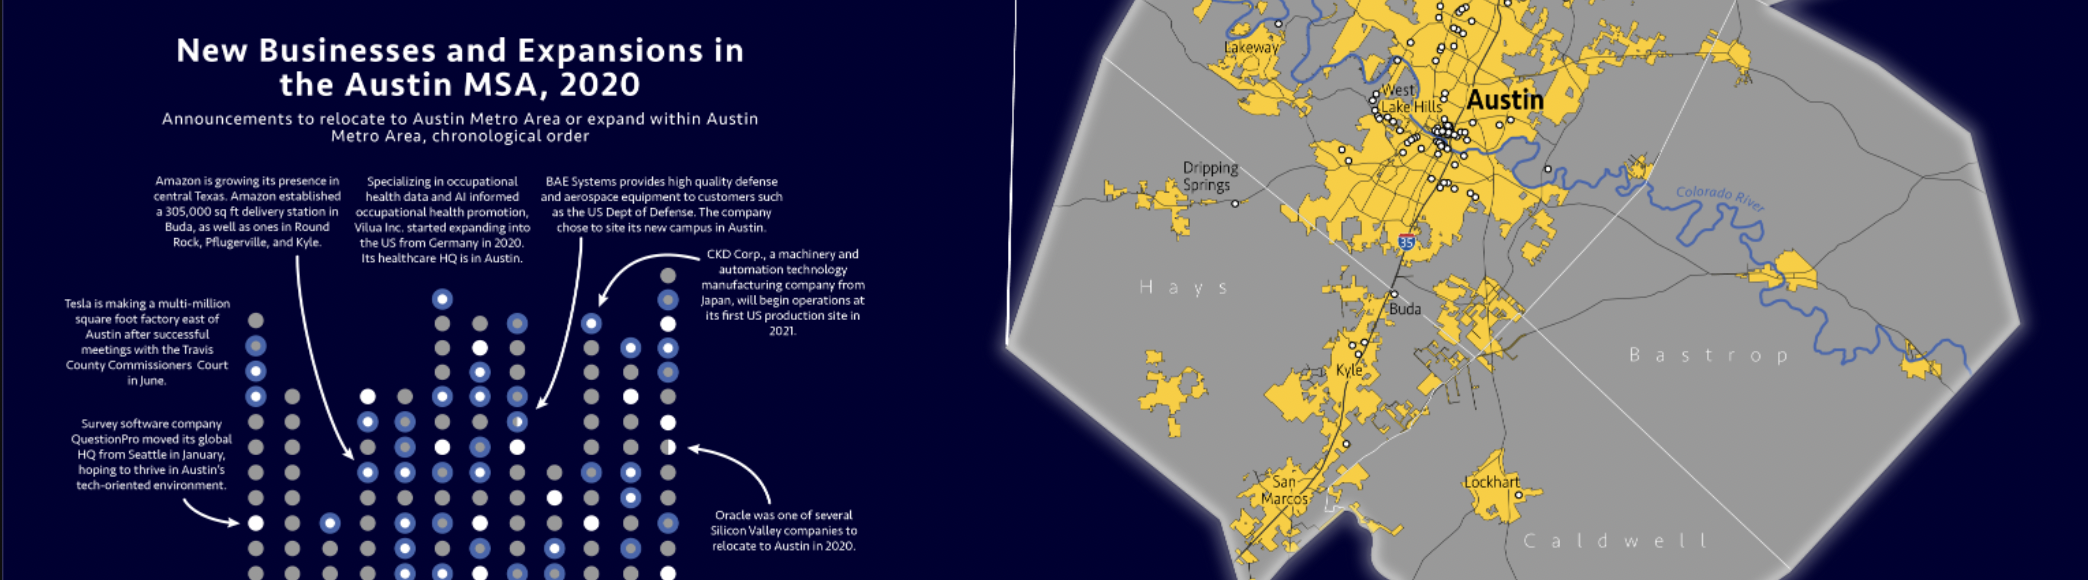 New Businesses and Expansions in
the Austin MSA, 2020
Announcements to relocate to Austin Metro Area or expand within Austin
Metro Area, chronological order
Amazon is growing its presence in
central Texas. Amazon established
a 305,000 sq ft delivery station in
Buda, as well as ones in Round
Rock, Pflugerville, and Kyle.
Specializing in occupational
health data and AI informed
occupational health promotion,
Vilua Inc. started expanding into
the US from Germany in 2020.
Its healthcare HQ is in Austin.
BAE Systems provides high quality defense
and aerospace equipment to customers such
as the US Dept of Defense. The company
chose to site its new campus in Austin.
CKD Corp., a machinery and
automation technology
manufacturing company from
Japan, will begin operations at
its first US production site in
2021.
Tesla is making a multi-million
square foot factory east of
Austin after successful
meetings with the Travis
County Commissioners Court
in June.
Survey software company
QuestionPro moved its global
HQ from Seattle in January,
hoping to thrive in Austin's
tech-oriented environment.
Oracle was one of several
Silicon Valley companies to
relocate to Austin in 2020.
Lakeway
West
Lake Hills
Austin
Dripping
Springs
Colorado River
35
Hays
Buda
Bastrop
Kyle
San
Marcos
Lockhart
Caldwell